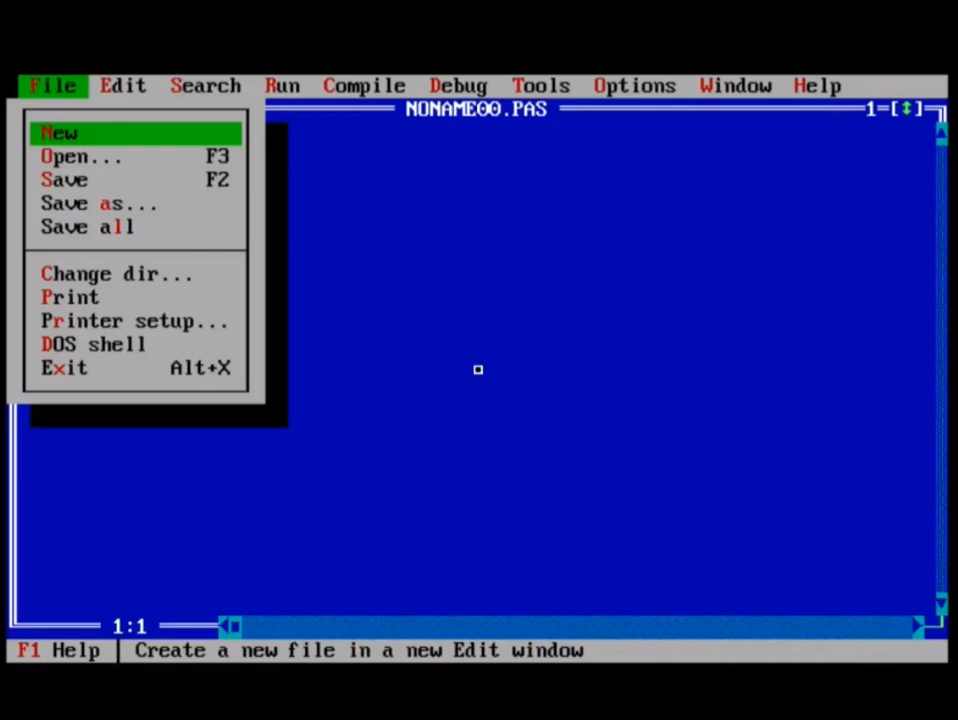 File Edit Search Run Compile Debug Tools Options Window Help
NONAME00.PAS 1=[↕]
New
Open... F3
Save F2
Save as...
Save all
Change dir...
Print
Printer setup...
DOS shell
Exit Alt+X
1:1
F1 Help │ Create a new file in a new Edit window